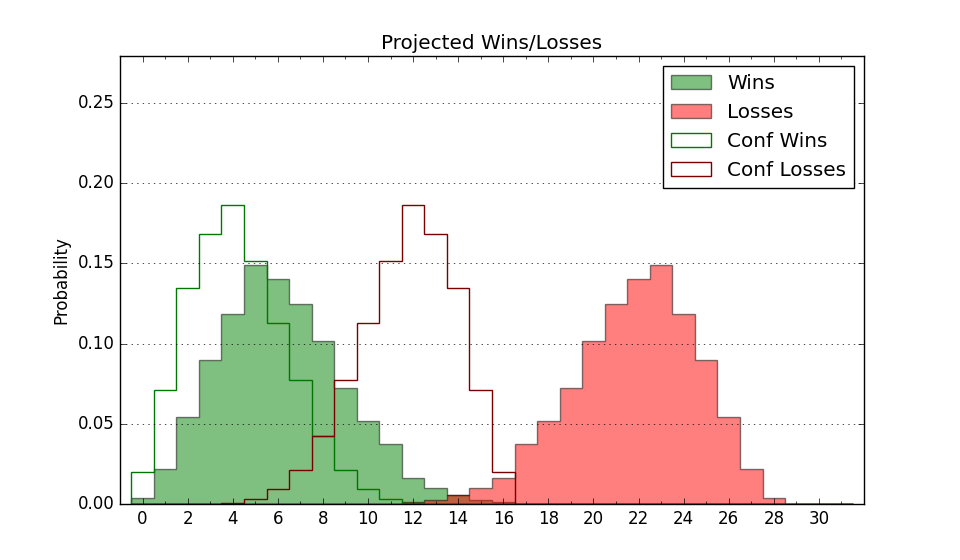 Projected Wins/Losses
Wins
Losses
Conf Wins
Conf Losses
Probability
0.25
0.20
0.15
0.10
0.05
0.00
0 2 4 6 8 10 12 14 16 18 20 22 24 26 28 30